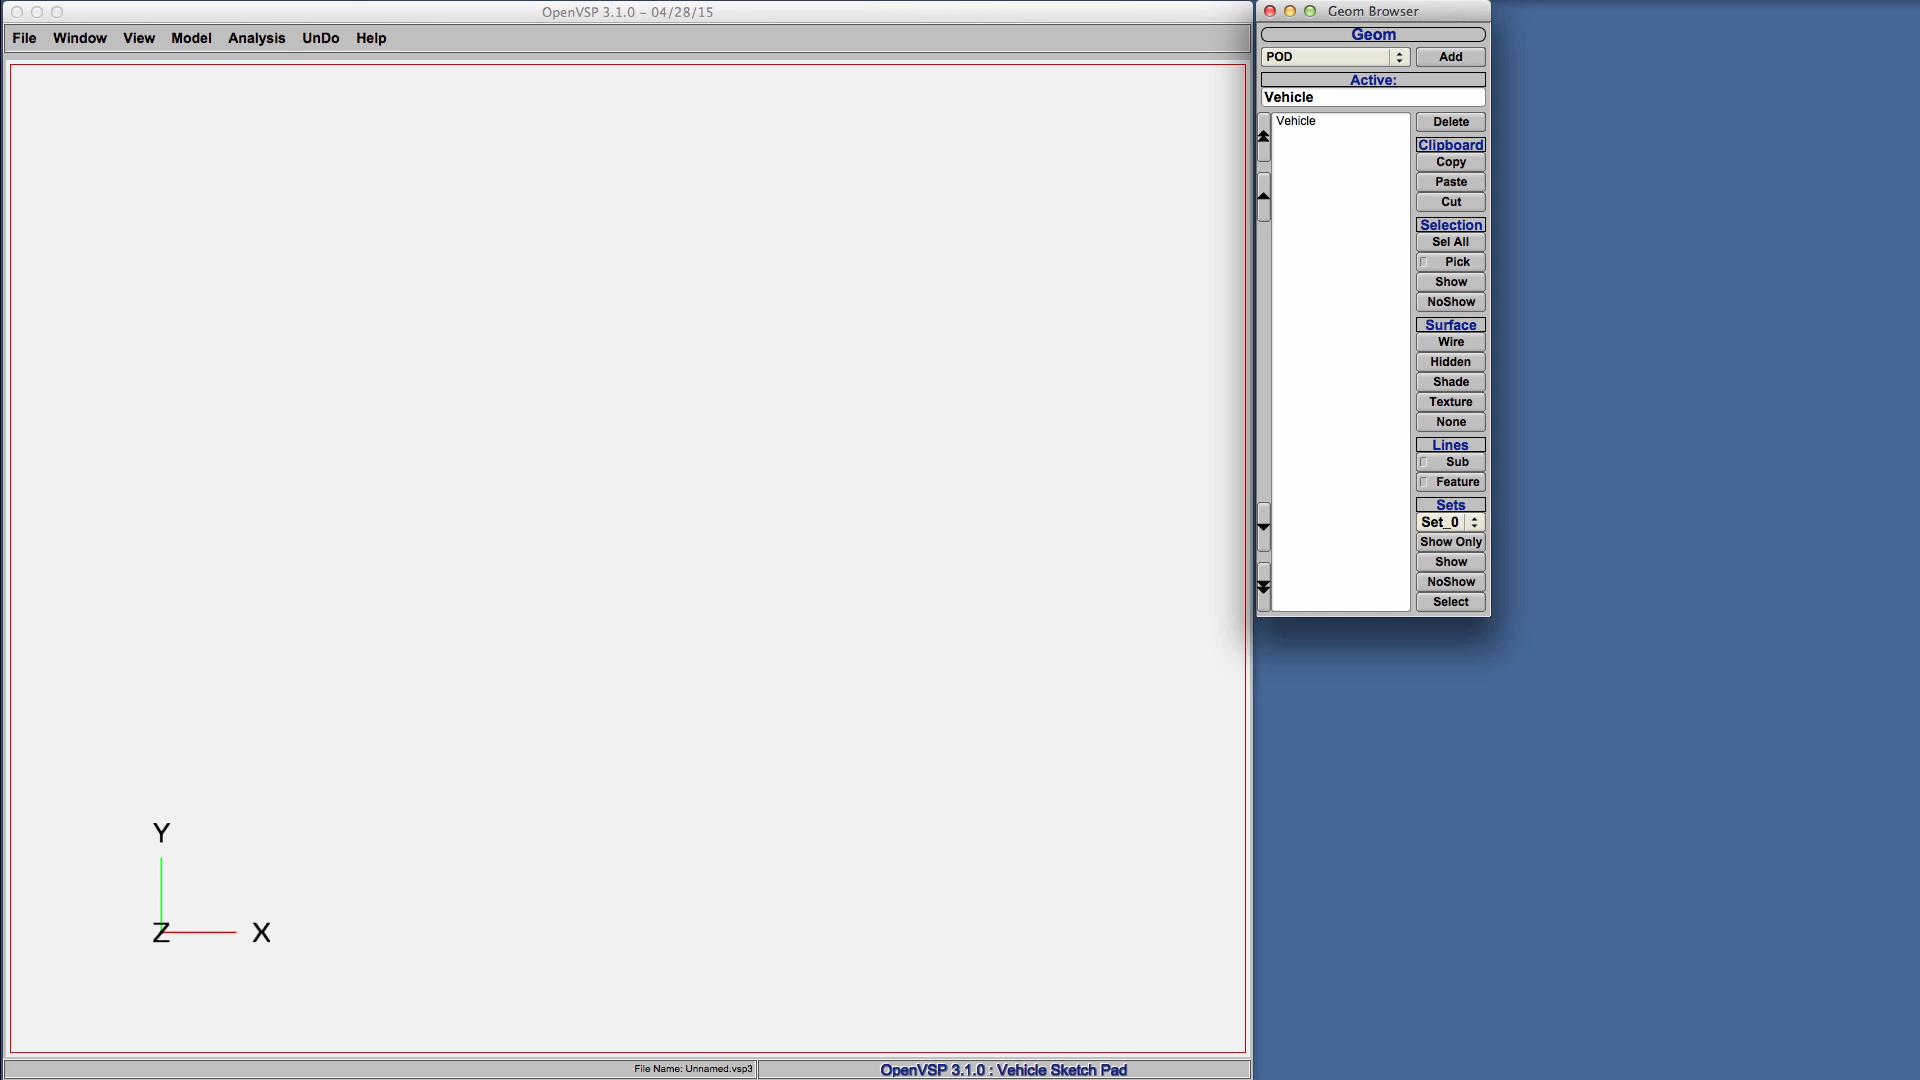 OpenVSP 3.1.0 - 04/28/15
File Window View Model Analysis UnDo Help
Y
Z X
File Name: Unnamed.vsp3
OpenVSP 3.1.0 : Vehicle Sketch Pad
Geom Browser
Geom
POD Add
Active:
Vehicle
Vehicle
Delete
Clipboard
Copy
Paste
Cut
Selection
Sel All
Pick
Show
NoShow
Surface
Wire
Hidden
Shade
Texture
None
Lines
Sub
Feature
Sets
Set_0
Show Only
Show
NoShow
Select